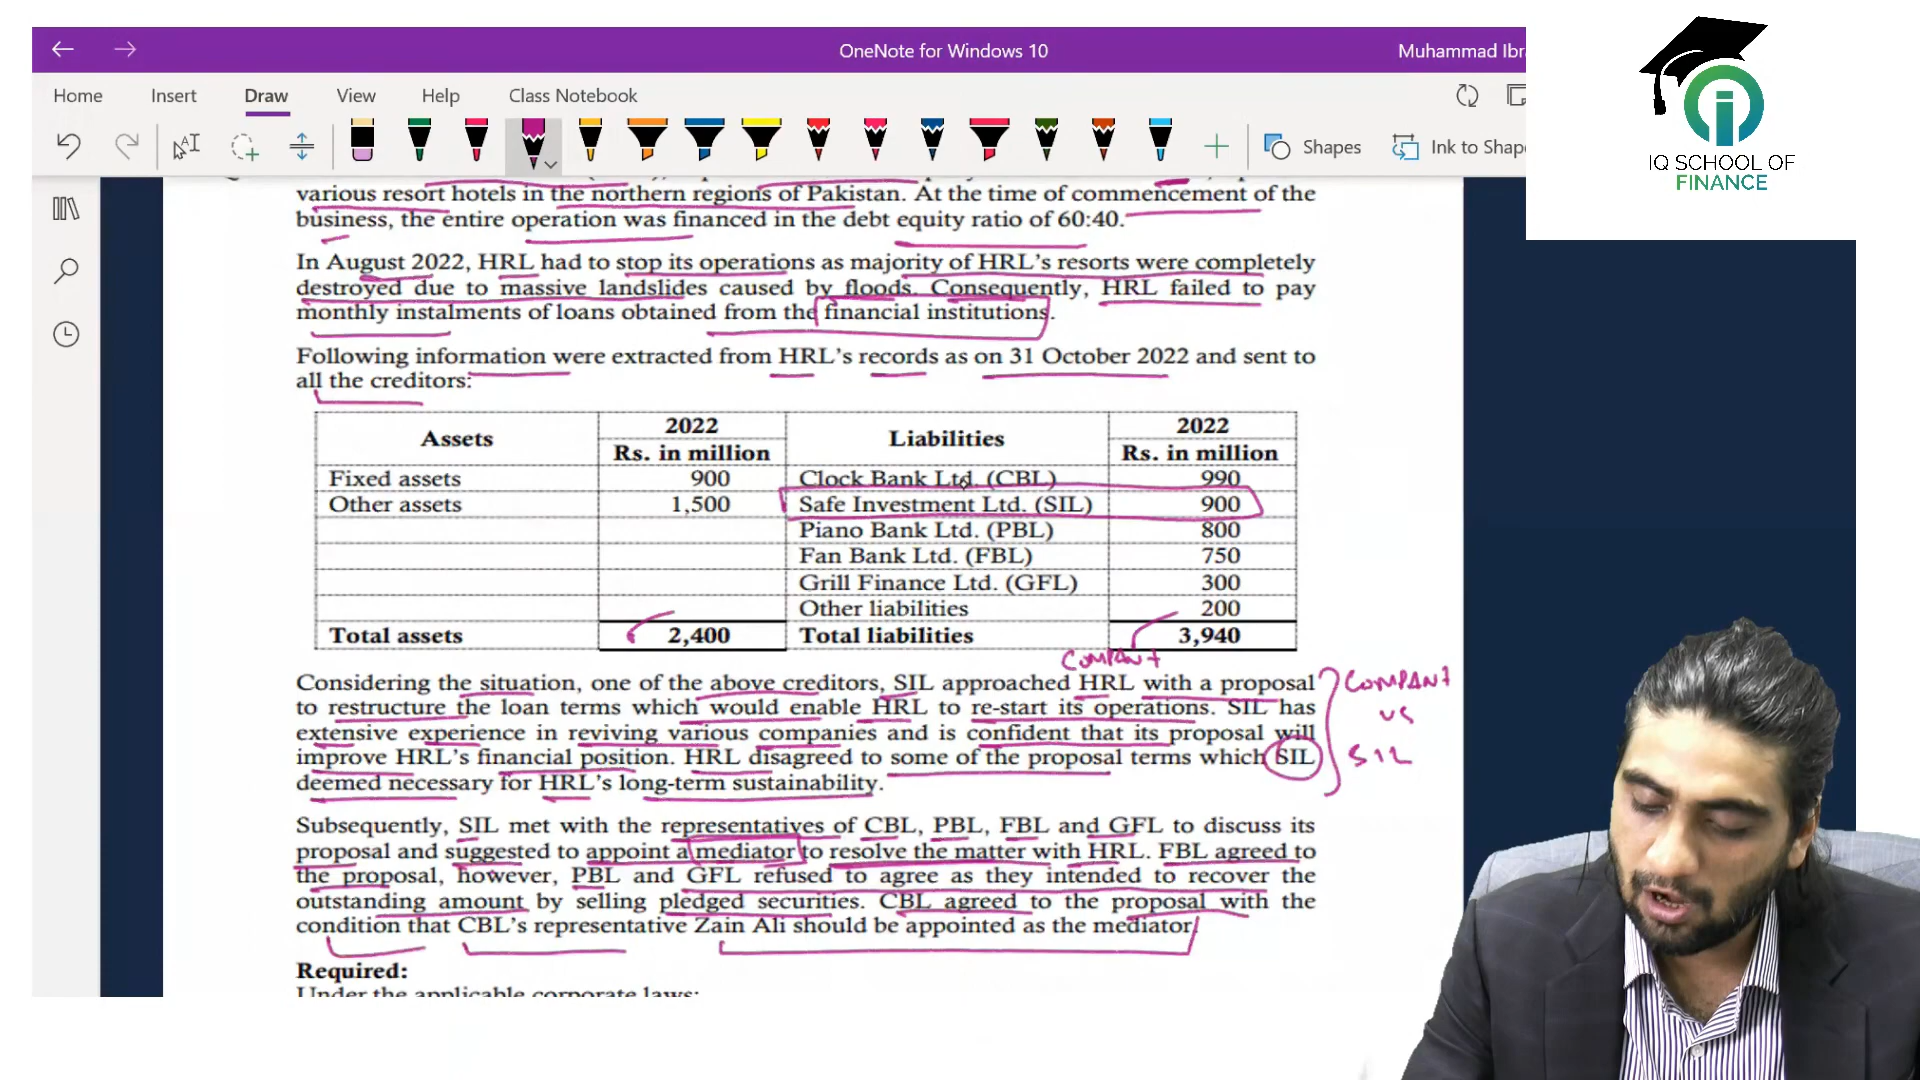 OneNote for Windows 10
Muhammad Ibr
Home Insert Draw View Help Class Notebook
Shapes
Ink to Shap
IQ SCHOOL OF
FINANCE
various resort hotels in the northern regions of Pakistan. At the time of commencement of the
business, the entire operation was financed in the debt equity ratio of 60:40.
In August 2022, HRL had to stop its operations as majority of HRL's resorts were completely
destroyed due to massive landslides caused by floods. Consequently, HRL failed to pay
monthly instalments of loans obtained from the financial institutions.
Following information were extracted from HRL's records as on 31 October 2022 and sent to
all the creditors:
Assets 2022 Liabilities 2022
Rs. in million Rs. in million
Fixed assets 900 Clock Bank Ltd. (CBL) 990
Other assets 1,500 Safe Investment Ltd. (SIL) 900
Piano Bank Ltd. (PBL) 800
Fan Bank Ltd. (FBL) 750
Grill Finance Ltd. (GFL) 300
Other liabilities 200
Total assets 2,400 Total liabilities 3,940
COMPANY
Considering the situation, one of the above creditors, SIL approached HRL with a proposal
to restructure the loan terms which would enable HRL to re-start its operations. SIL has
extensive experience in reviving various companies and is confident that its proposal will
improve HRL's financial position. HRL disagreed to some of the proposal terms which SIL
deemed necessary for HRL's long-term sustainability.
COMPANY
vs
SIL
Subsequently, SIL met with the representatives of CBL, PBL, FBL and GFL to discuss its
proposal and suggested to appoint a mediator to resolve the matter with HRL. FBL agreed to
the proposal, however, PBL and GFL refused to agree as they intended to recover the
outstanding amount by selling pledged securities. CBL agreed to the proposal with the
condition that CBL's representative Zain Ali should be appointed as the mediator.
Required:
Under the applicable corporate laws: